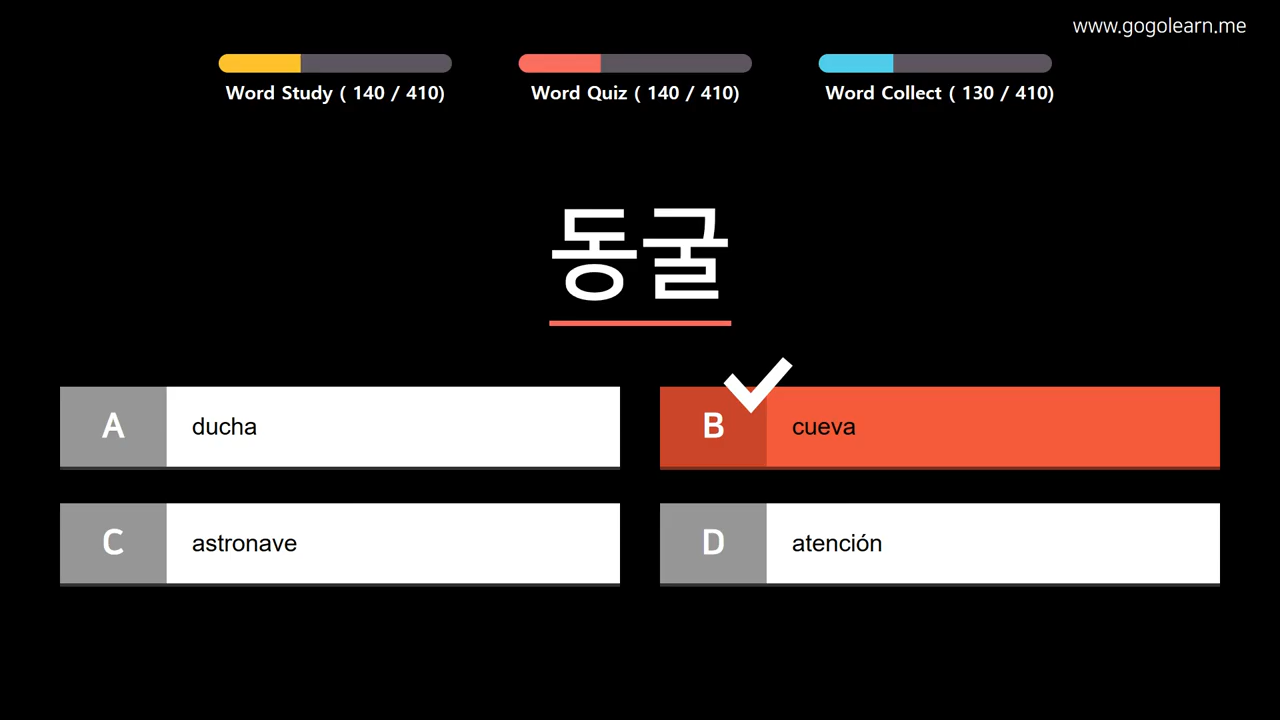 www.gogolearn.me
Word Study ( 140 / 410)
Word Quiz ( 140 / 410)
Word Collect ( 130 / 410)
동굴
A ducha
B cueva
C astronave
D atención